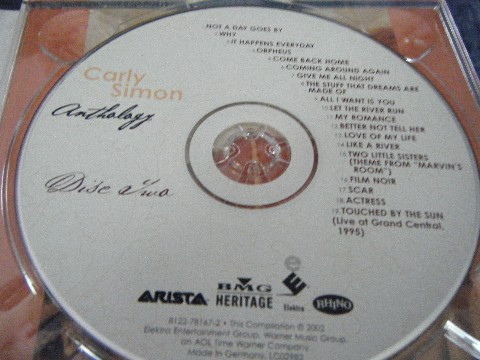 1. NOT A DAY GOES BY
2. WHY
3. IT HAPPENS EVERYDAY
4. ORPHEUS
5. COME BACK HOME
6. COMING AROUND AGAIN
7. GIVE ME ALL NIGHT
8. THE STUFF THAT DREAMS ARE
MADE OF
9. ALL I WANT IS YOU
10. LET THE RIVER RUN
11. MY ROMANCE
12. BETTER NOT TELL HER
13. LOVE OF MY LIFE
14. LIKE A RIVER
15. TWO LITTLE SISTERS
(THEME FROM "MARVIN'S
ROOM")
16. FILM NOIR
17. SCAR
18. ACTRESS
19. TOUCHED BY THE SUN
(Live at Grand Central,
1995)
Carly
Simon
Anthology
Disc Two
ARISTA
BMG
HERITAGE
e
E
Elektra
RHINO
8122-78167-2 • This Compilation ℗ 2002
Elektra Entertainment Group, Warner Music Group,
an AOL Time Warner Company.
Made in Germany. LC02982